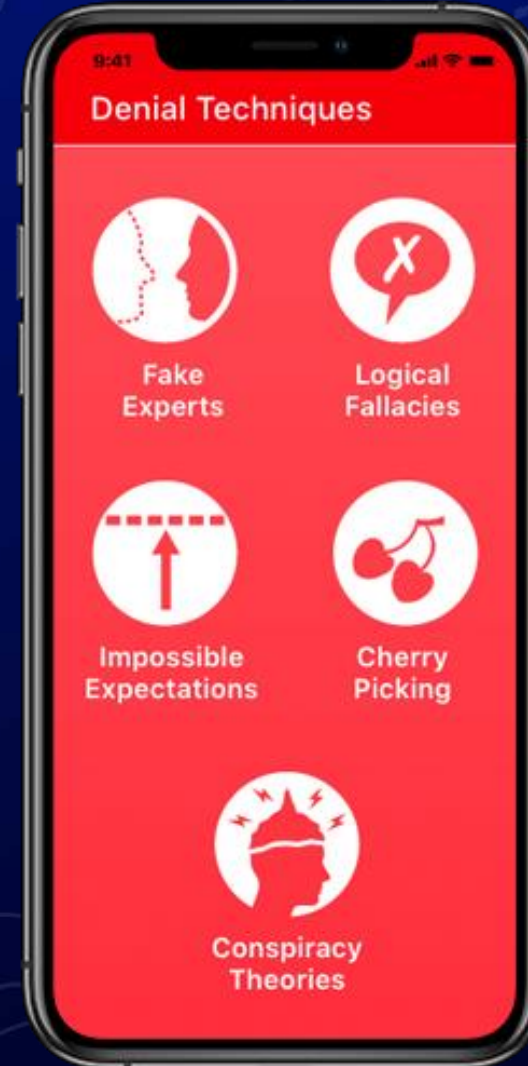 9:41
Denial Techniques
Fake
Experts
X
Logical
Fallacies
Impossible
Expectations
Cherry
Picking
Conspiracy
Theories